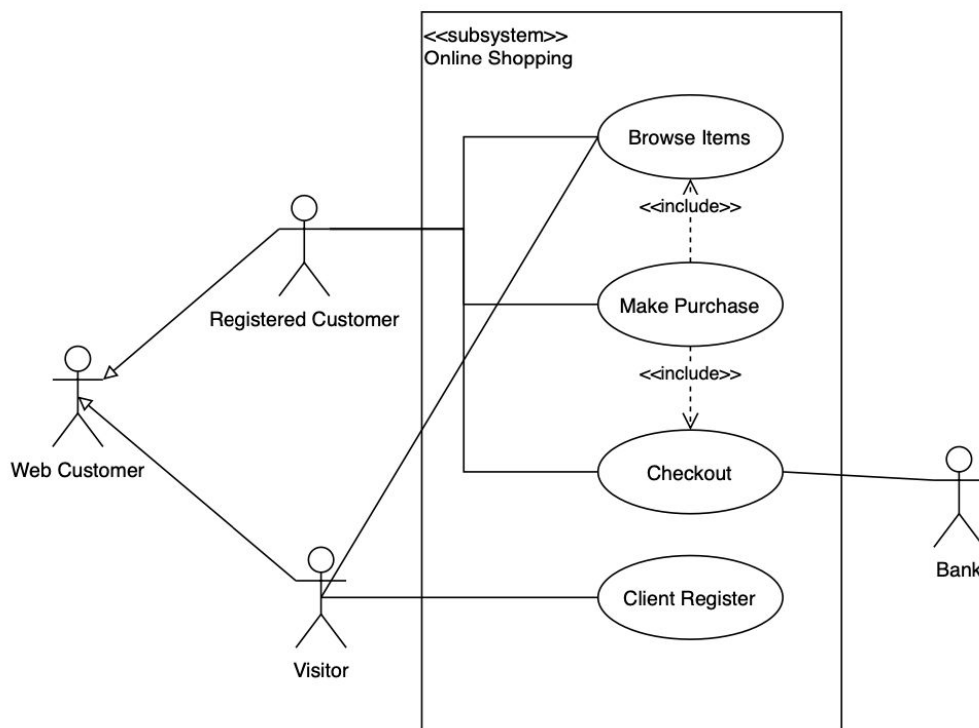 <<subsystem>>
Online Shopping
Browse Items
<<include>>
Registered Customer
Make Purchase
<<include>>
Web Customer
Checkout
Bank
Client Register
Visitor